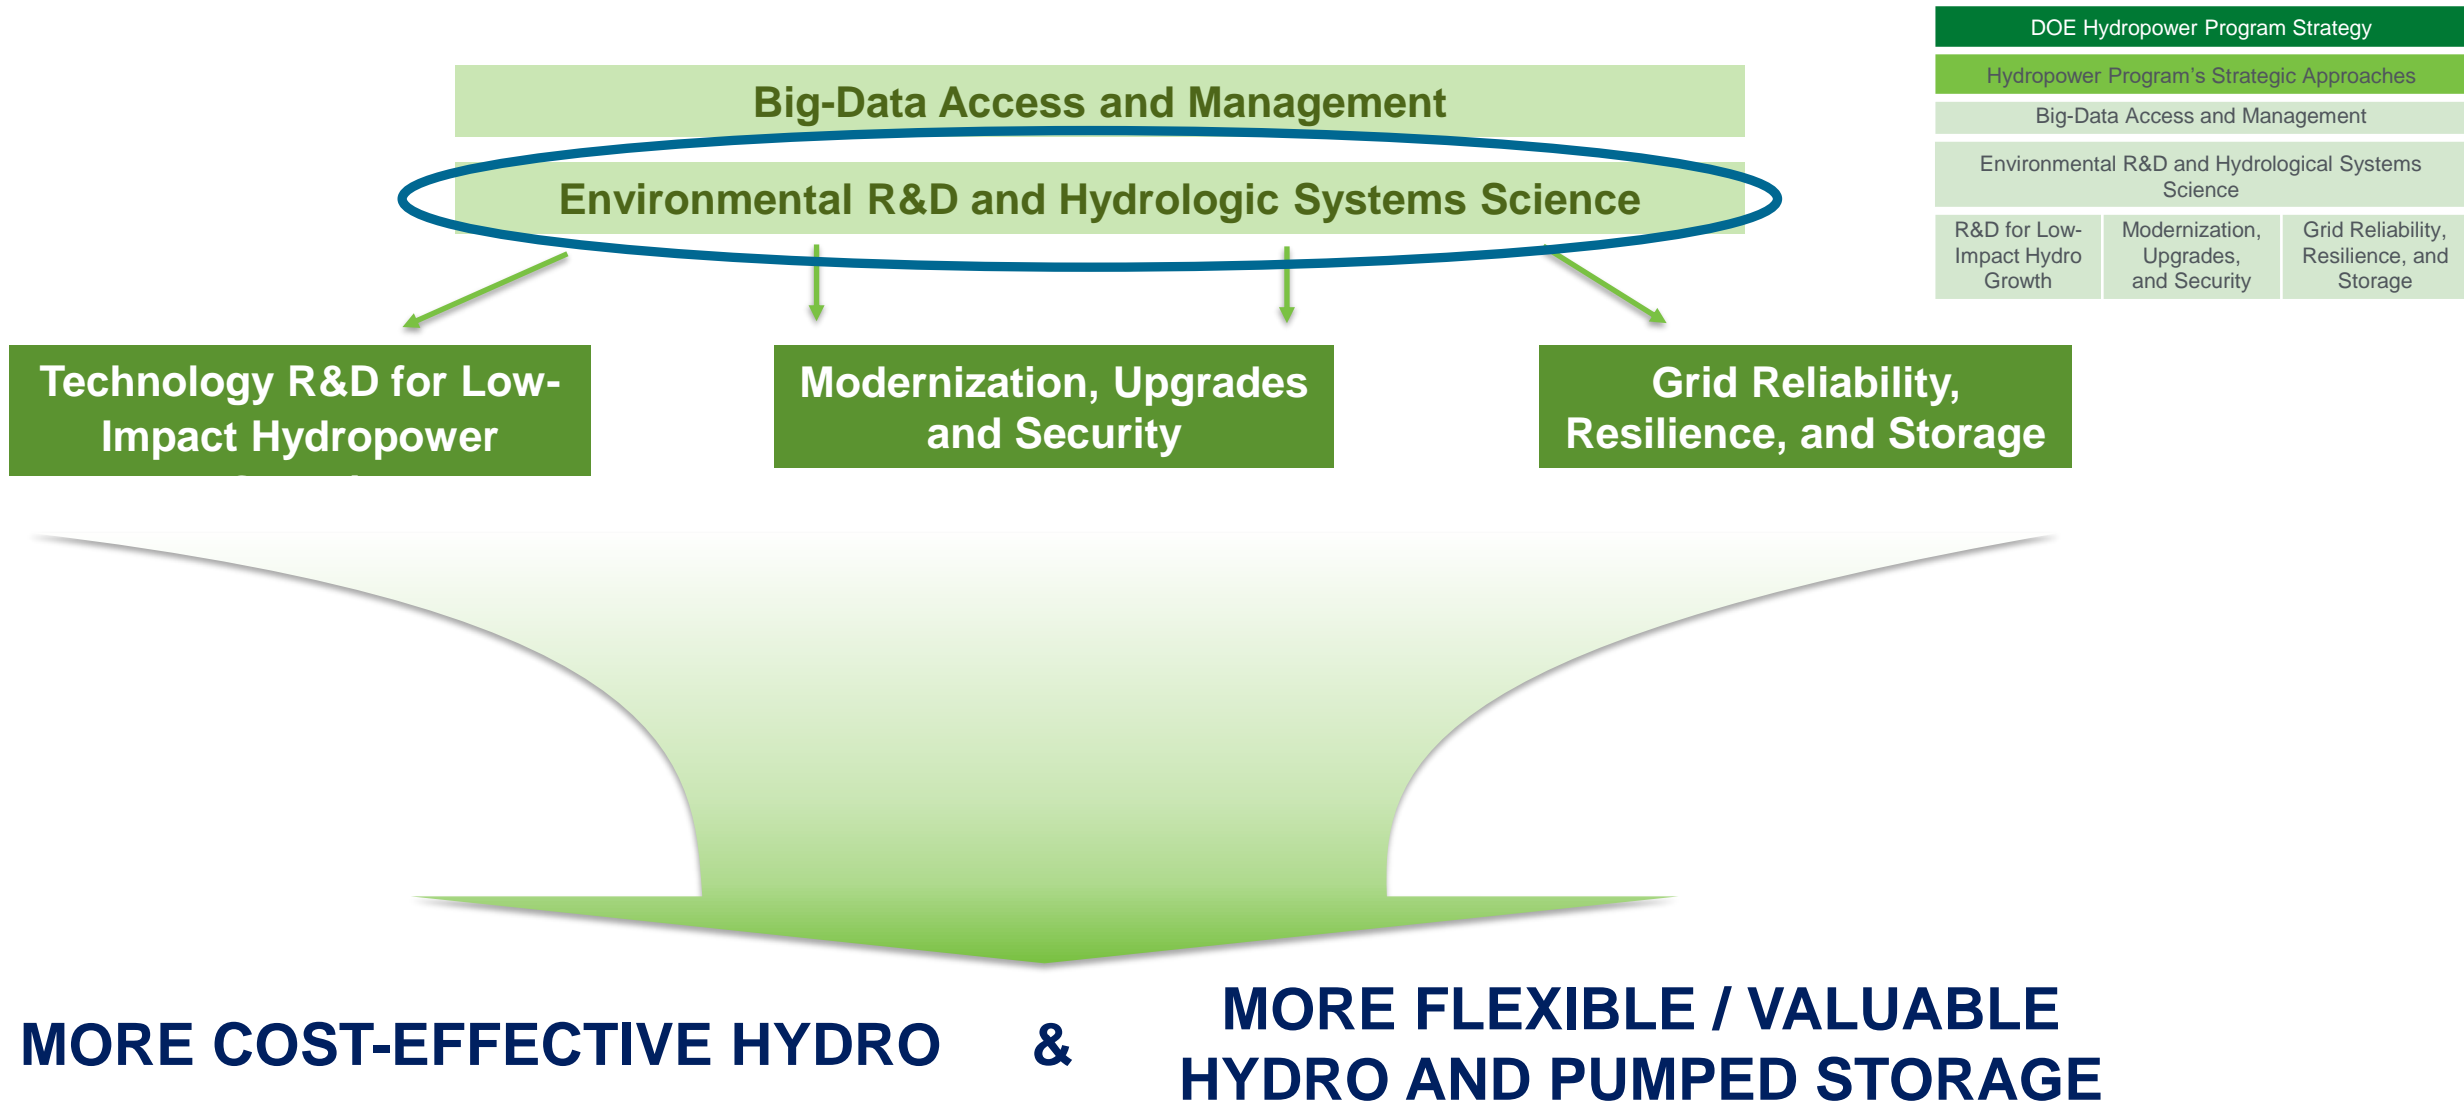 Big-Data Access and Management
Environmental R&D and Hydrologic Systems Science
Technology R&D for Low-
Impact Hydropower
Modernization, Upgrades
and Security
Grid Reliability,
Resilience, and Storage
MORE COST-EFFECTIVE HYDRO
&
MORE FLEXIBLE / VALUABLE
HYDRO AND PUMPED STORAGE
DOE Hydropower Program Strategy
Hydropower Program's Strategic Approaches
Big-Data Access and Management
Environmental R&D and Hydrological Systems
Science
R&D for Low-
Impact Hydro
Growth
Modernization,
Upgrades,
and Security
Grid Reliability,
Resilience, and
Storage